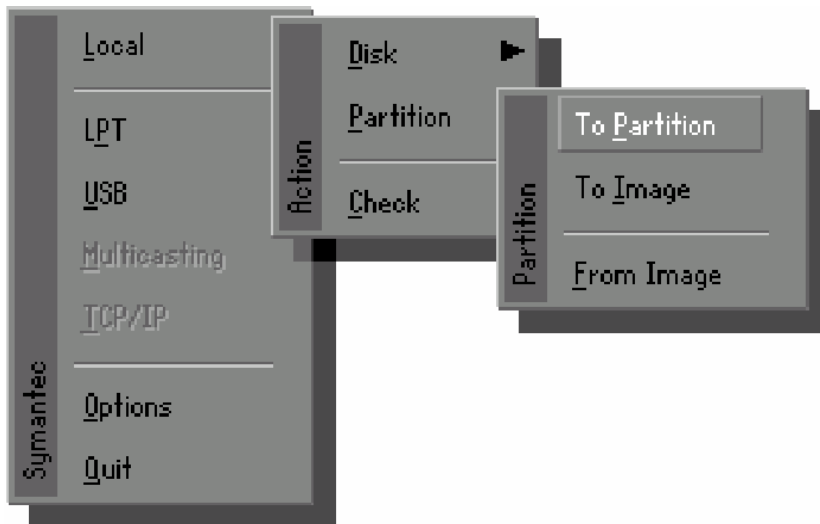 Symantec
Local
LPT
USB
Multicasting
TCP/IP
Options
Quit
Action
Disk
Partition
Check
Partition
To Partition
To Image
From Image